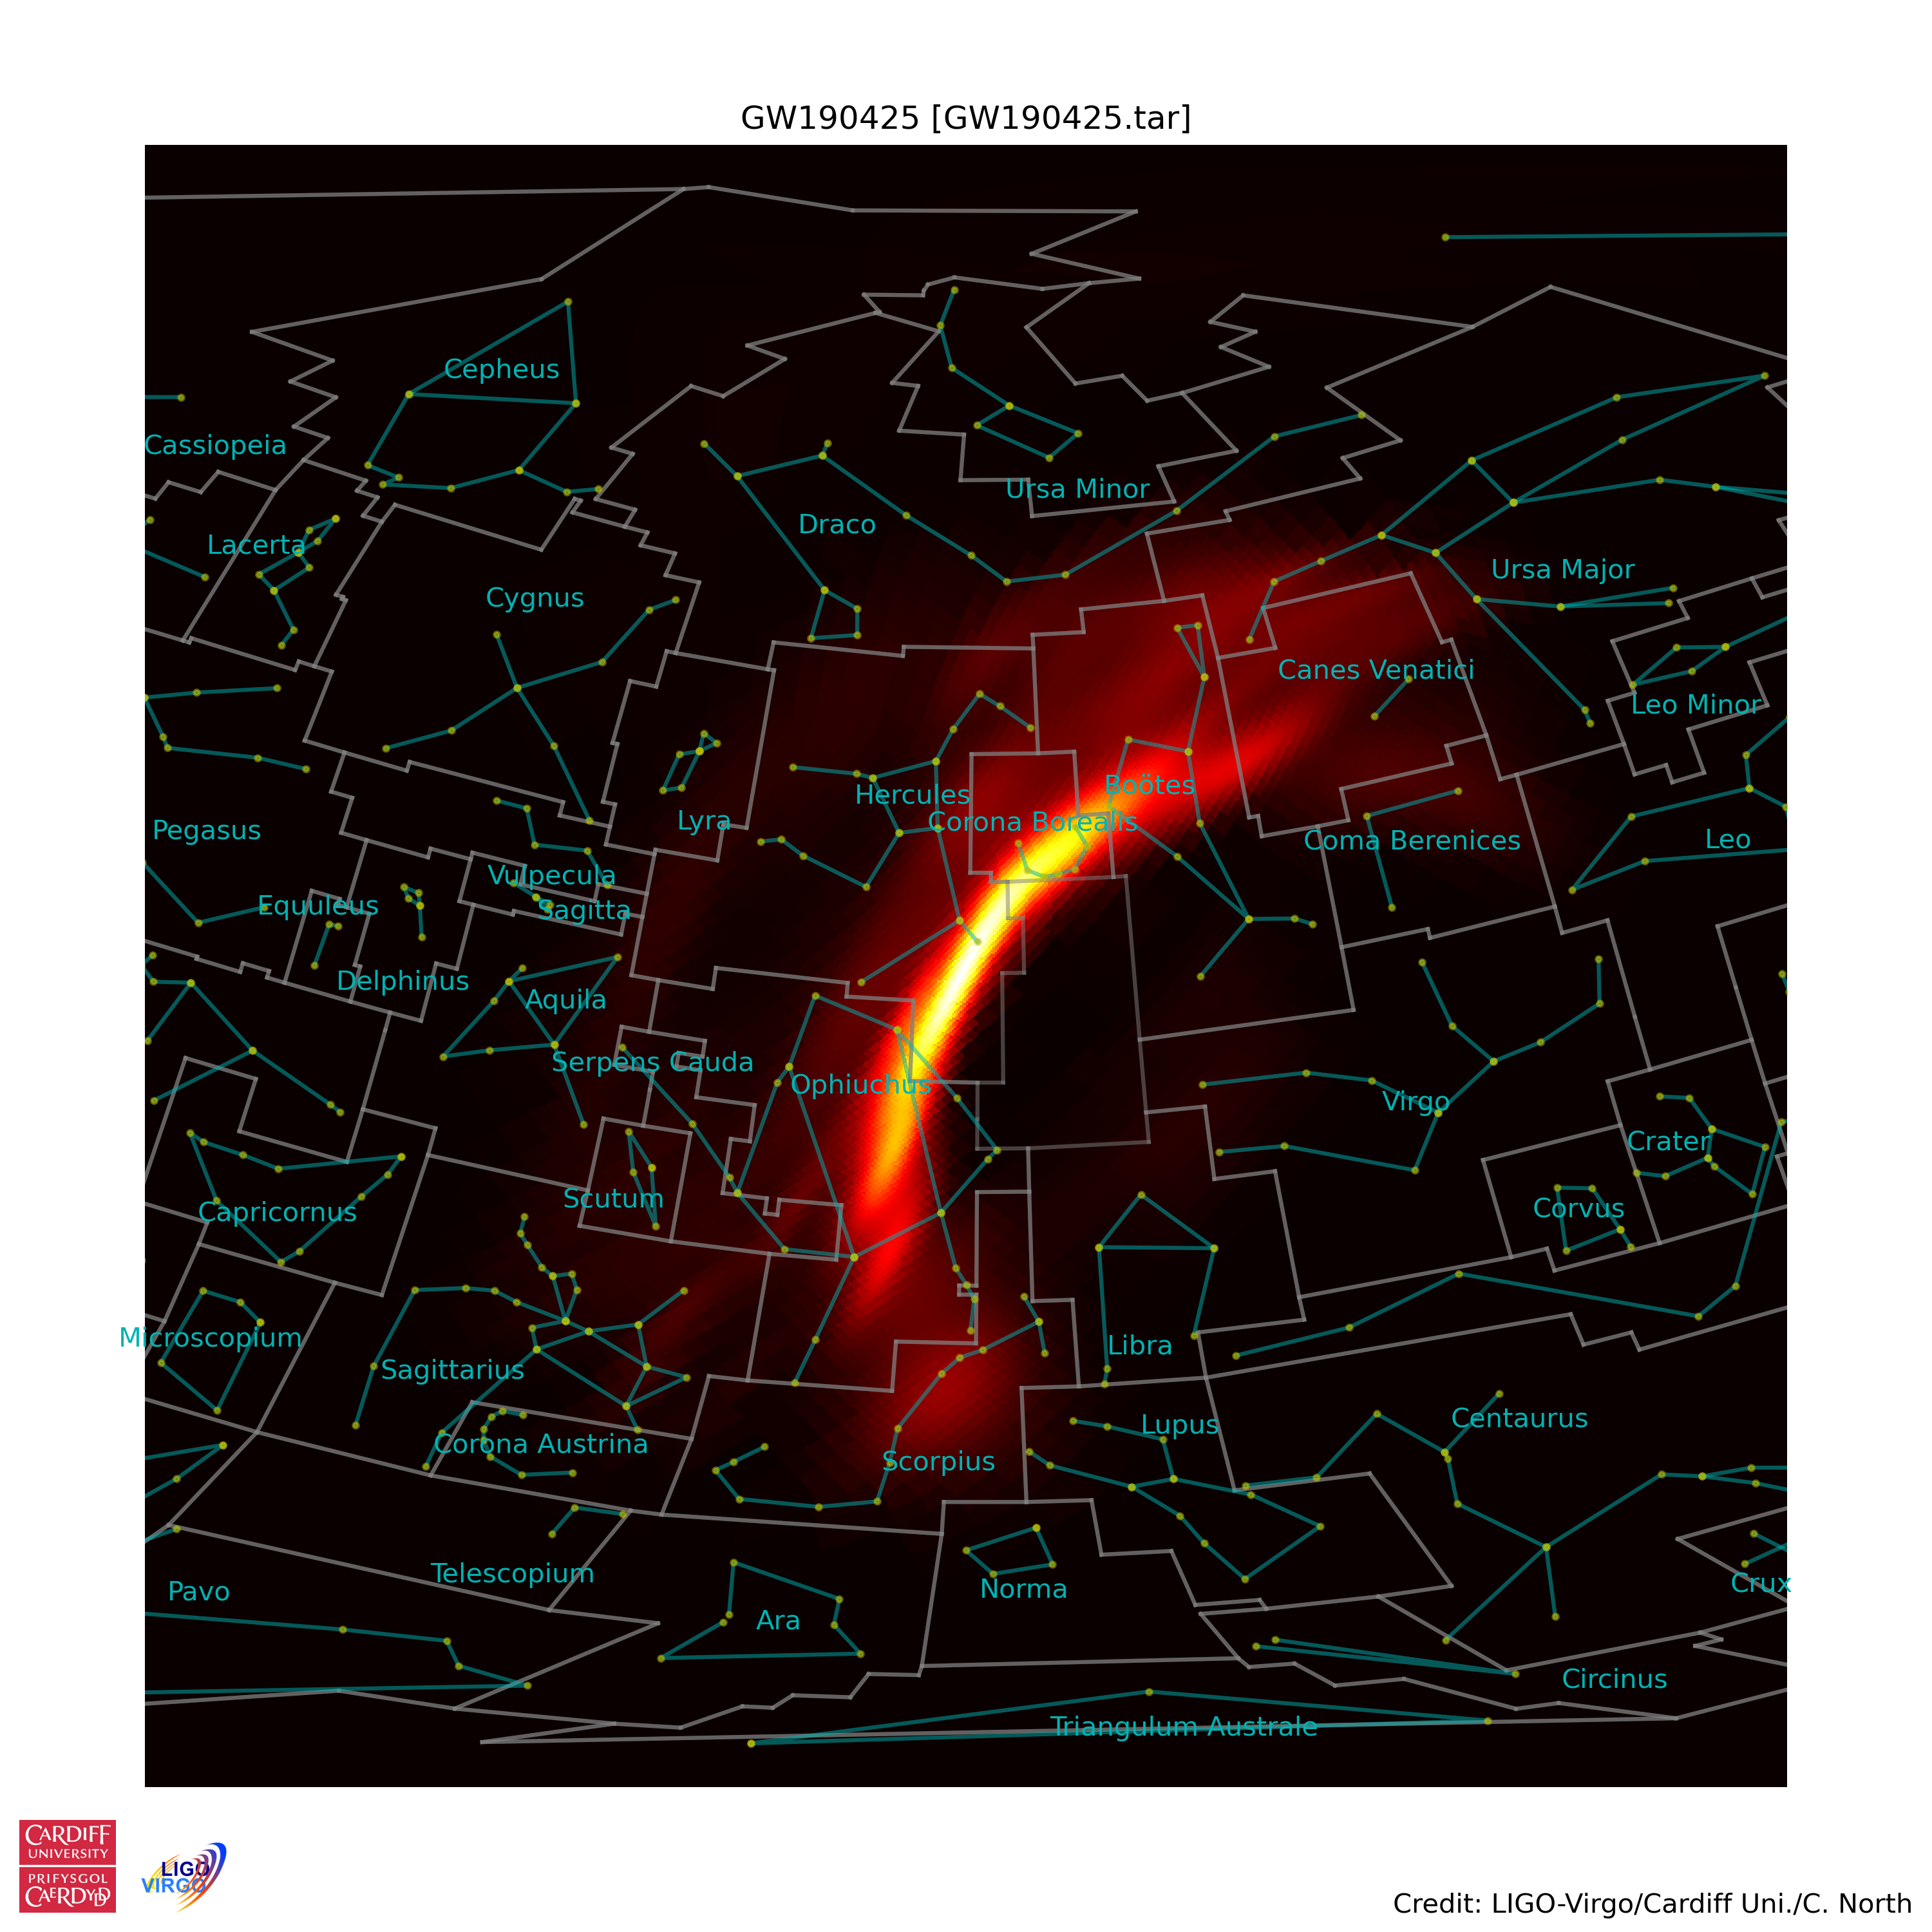 GW190425 [GW190425.tar]
Cepheus
Cassiopeia
Ursa Minor
Draco
Lacerta
Ursa Major
Cygnus
Canes Venatici
Leo Minor
Boötes
Hercules
Lyra
Corona Borealis
Pegasus
Coma Berenices
Leo
Vulpecula
Equuleus
Sagitta
Delphinus
Aquila
Serpens Cauda
Ophiuchus
Virgo
Crater
Scutum
Capricornus
Corvus
Microscopium
Libra
Sagittarius
Centaurus
Lupus
Corona Austrina
Scorpius
Telescopium
Crux
Pavo
Norma
Ara
Circinus
Triangulum Australe
CARDIFF
UNIVERSITY
PRIFYSGOL
CAERDYDD
LIGO
VIRGO
Credit: LIGO-Virgo/Cardiff Uni./C. North